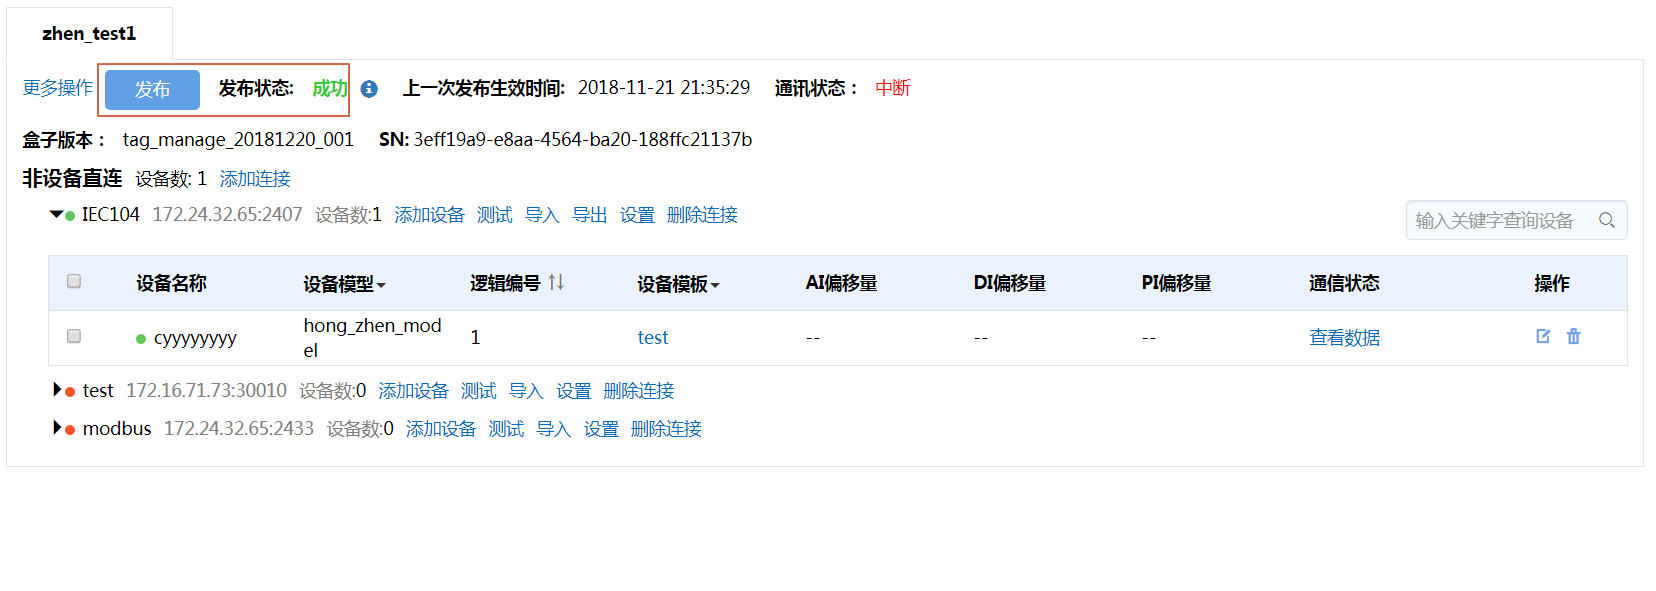 zhen_test1
更多操作 发布 发布状态: 成功 上一次发布生效时间: 2018-11-21 21:35:29 通讯状态： 中断
盒子版本： tag_manage_20181220_001 SN: 3eff19a9-e8aa-4564-ba20-188ffc21137b
非设备直连 设备数: 1 添加连接
IEC104 172.24.32.65:2407 设备数:1 添加设备 测试 导入 导出 设置 删除连接 输入关键字查询设备
设备名称 设备模型 逻辑编号 设备模板 AI偏移量 DI偏移量 PI偏移量 通信状态 操作
cyyyyyyyy hong_zhen_mod
el 1 test -- -- -- 查看数据
test 172.16.71.73:30010 设备数:0 添加设备 测试 导入 设置 删除连接
modbus 172.24.32.65:2433 设备数:0 添加设备 测试 导入 设置 删除连接